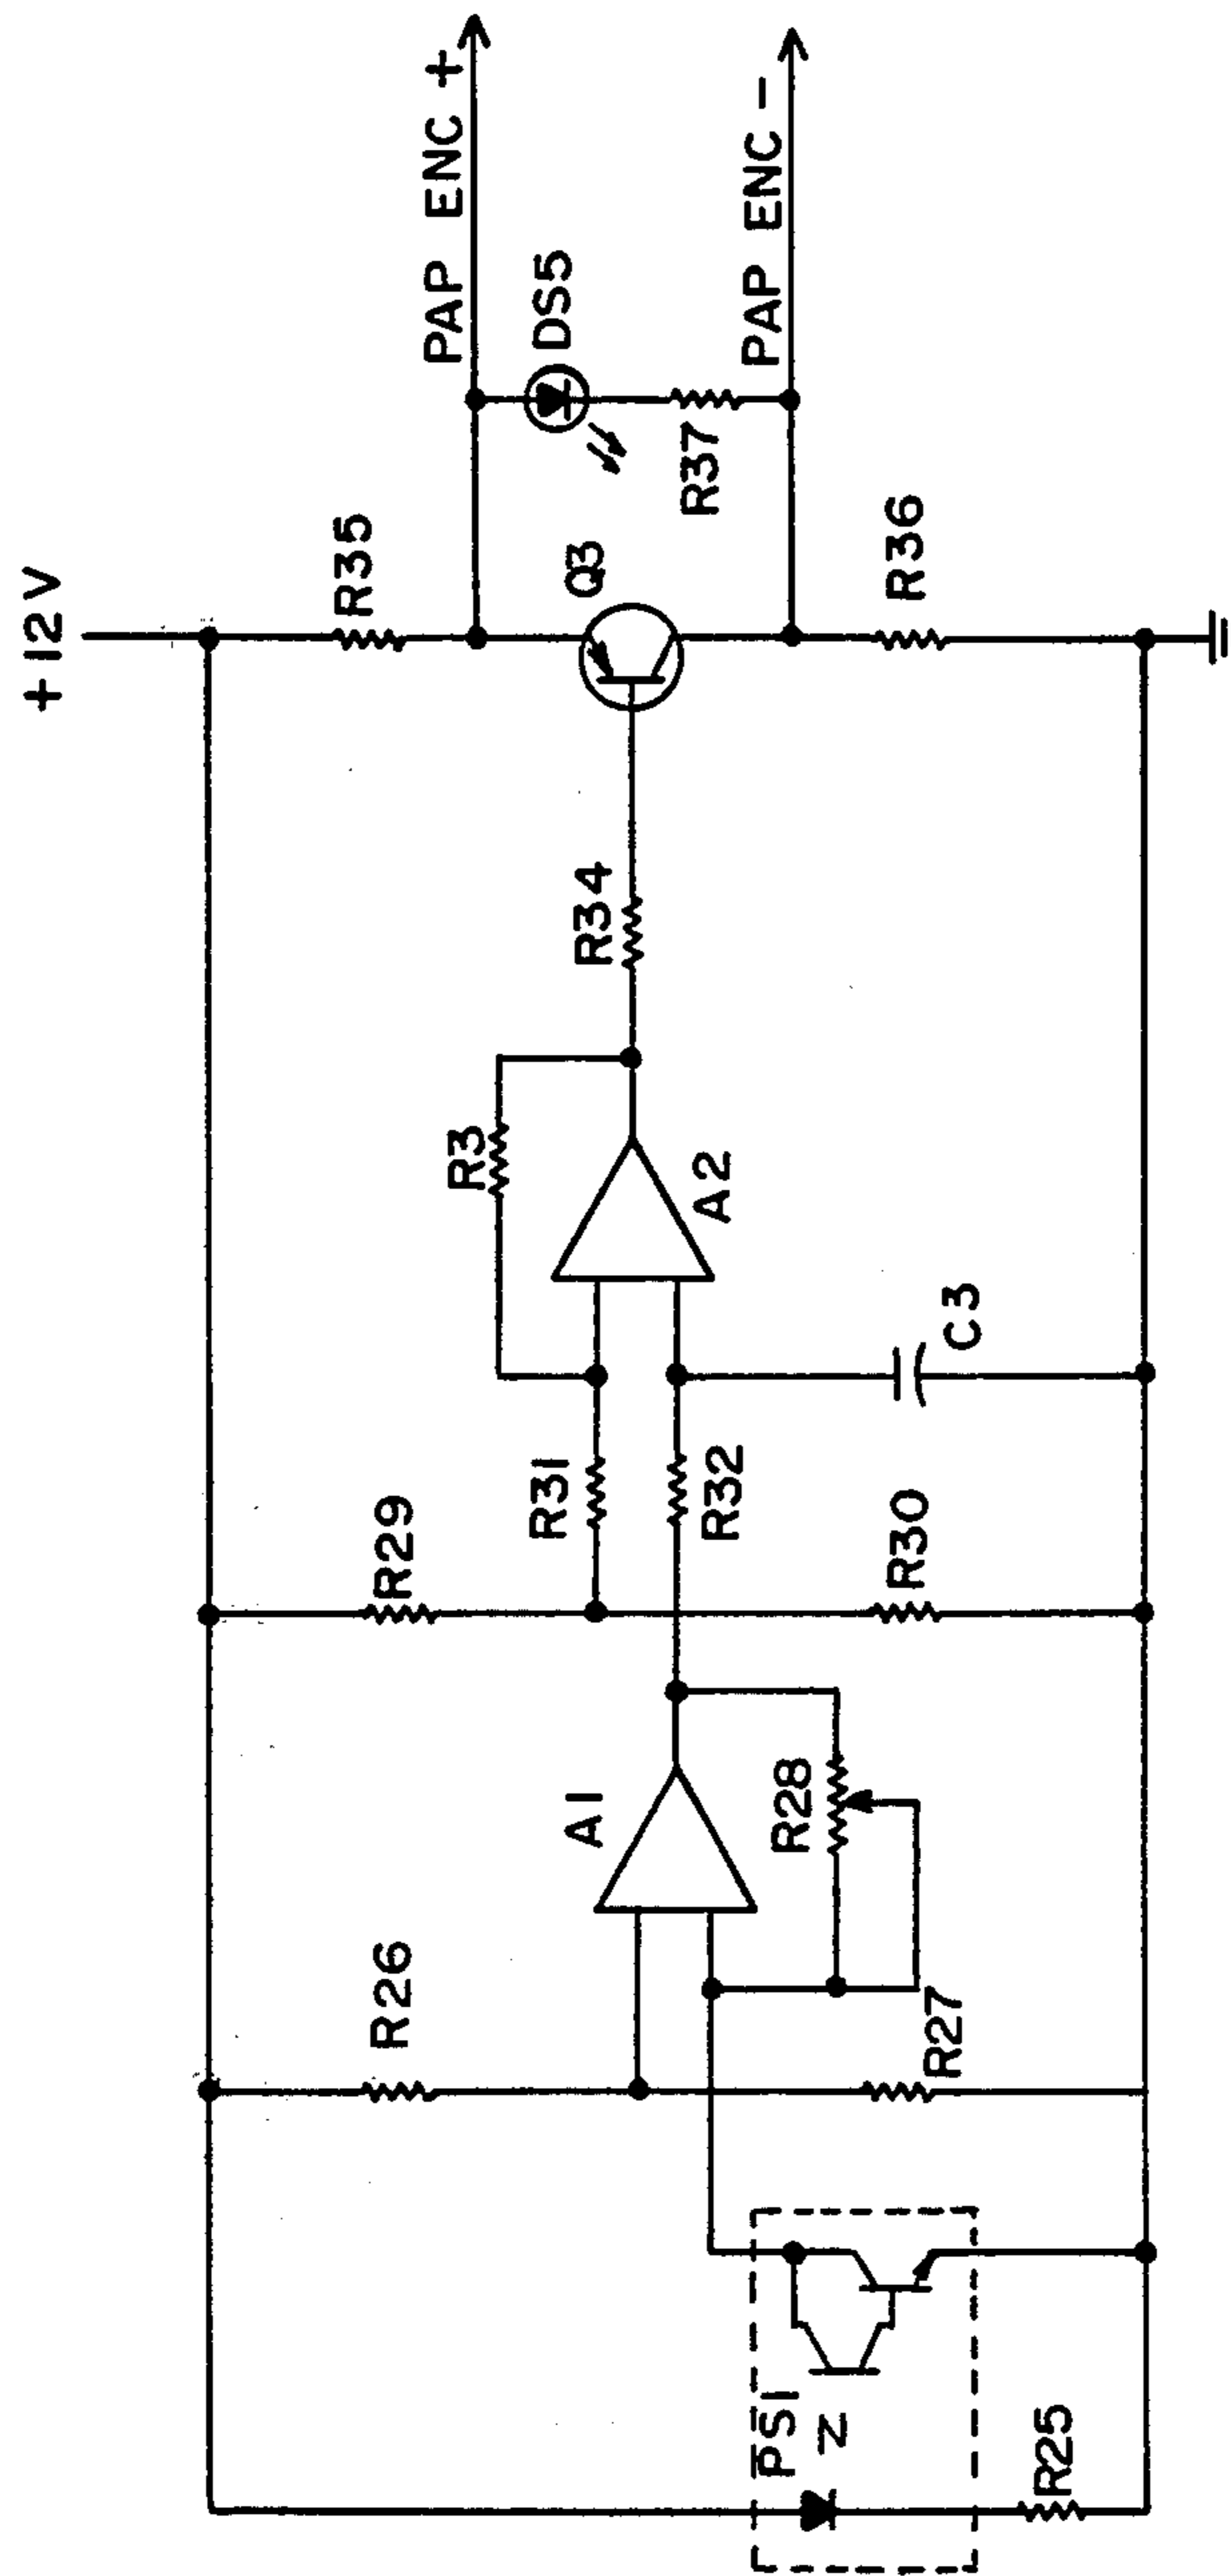 +12V
R26
R29
R35
PAP ENC +
R3
DS5
A1
R31
R34
Q3
R37
PAP ENC -
A2
R32
R28
PS1
R27
R30
C3
R36
R25